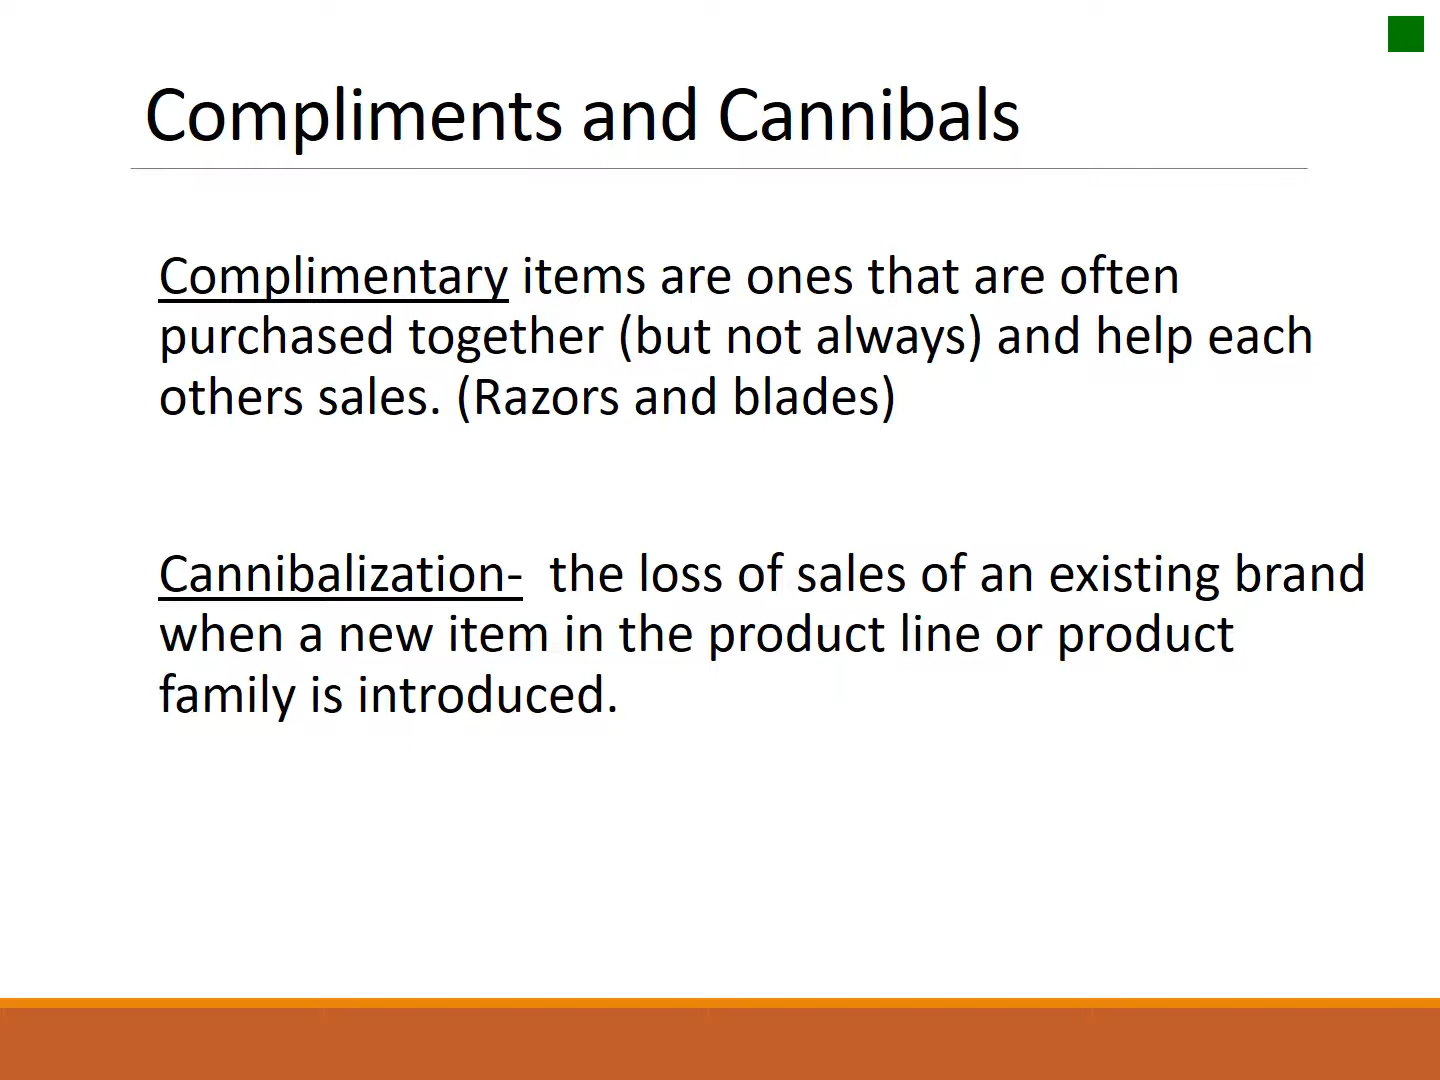 Compliments and Cannibals
Complimentary items are ones that are often
purchased together (but not always) and help each
others sales. (Razors and blades)
Cannibalization-  the loss of sales of an existing brand
when a new item in the product line or product
family is introduced.